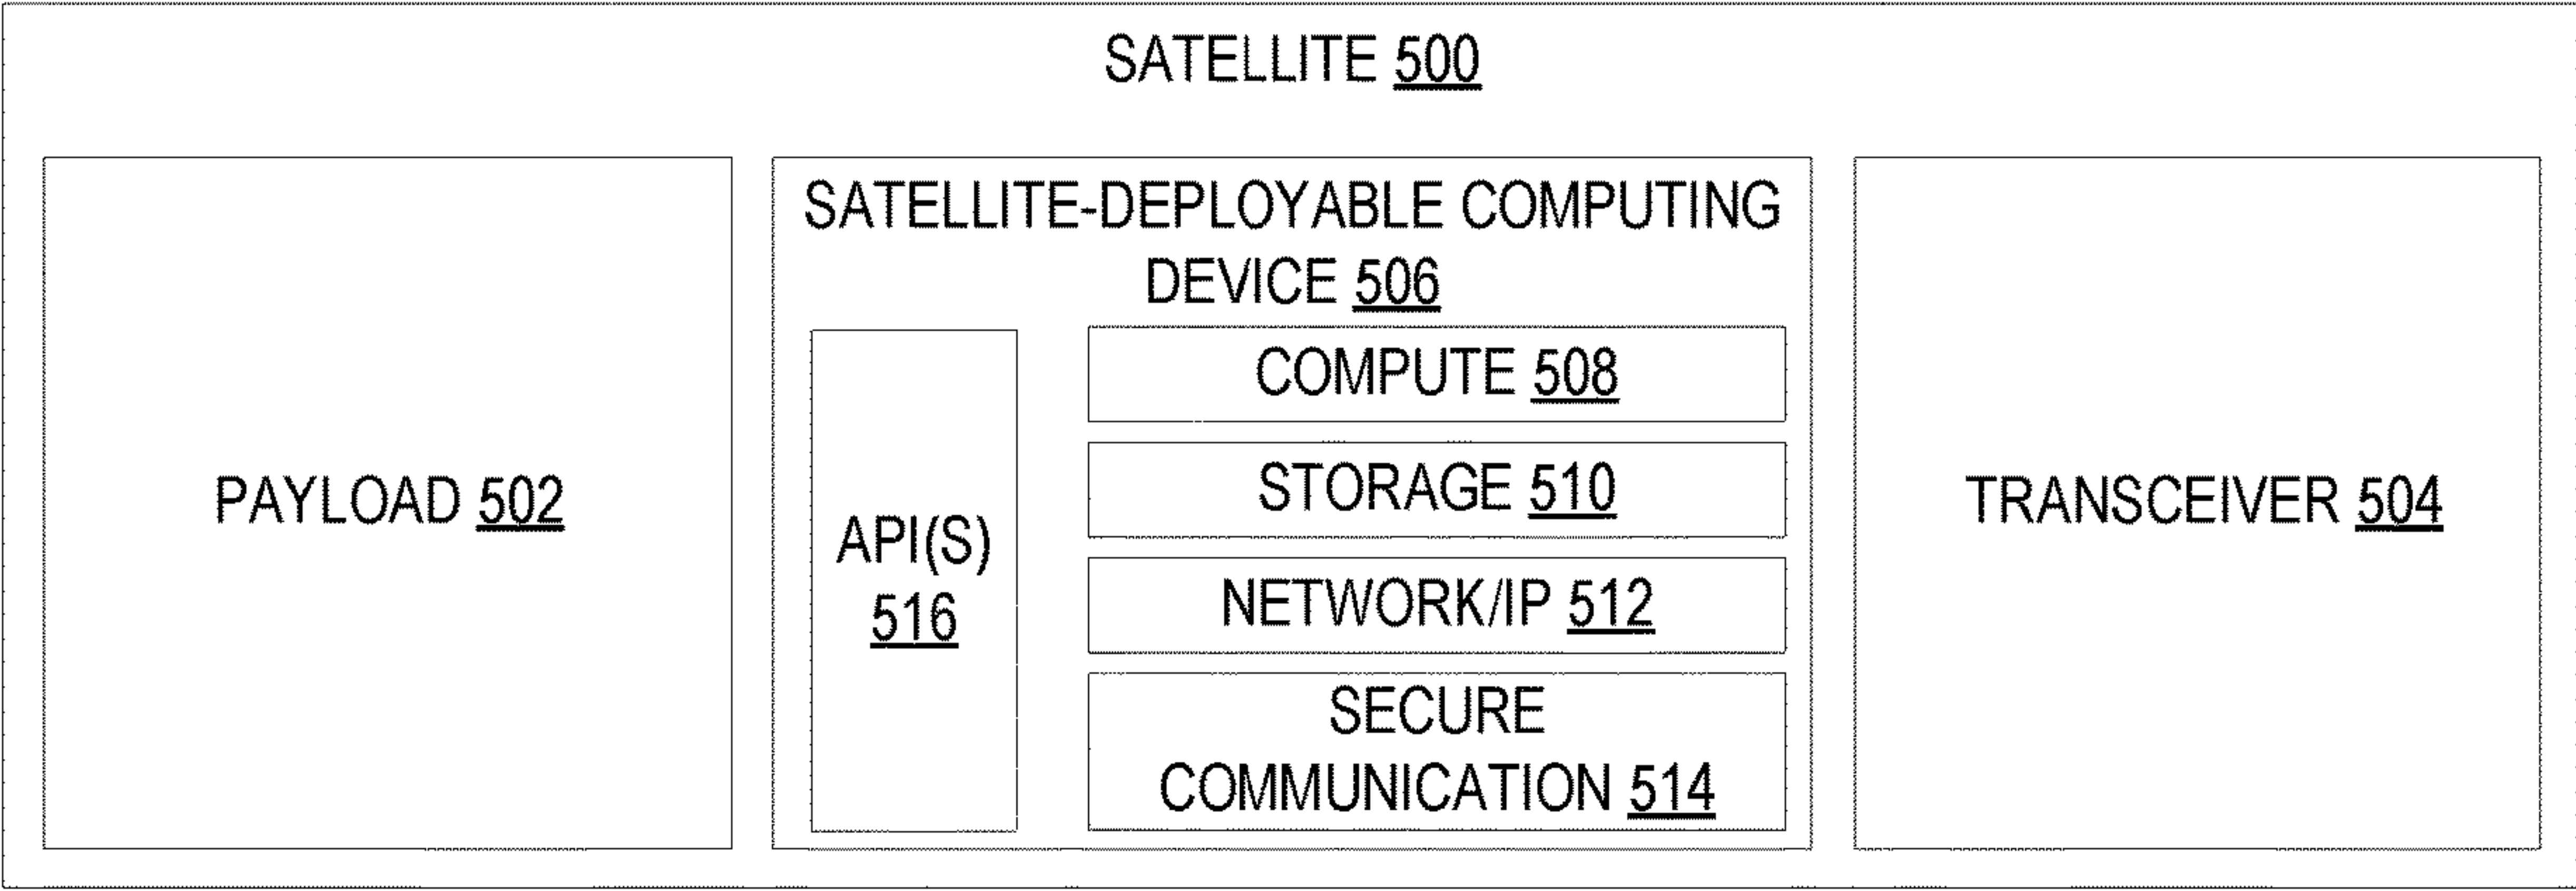 SATELLITE 500
PAYLOAD 502
SATELLITE-DEPLOYABLE COMPUTING
DEVICE 506
API(S)
516
COMPUTE 508
STORAGE 510
NETWORK/IP 512
SECURE
COMMUNICATION 514
TRANSCEIVER 504